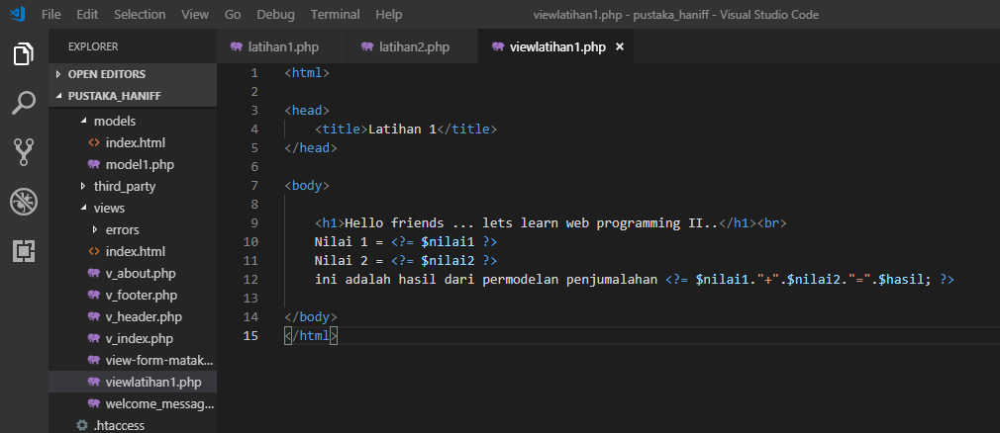 File Edit Selection View Go Debug Terminal Help viewlatihan1.php - pustaka_haniff - Visual Studio Code
EXPLORER
OPEN EDITORS
PUSTAKA_HANIFF
models
index.html
model1.php
third_party
views
errors
index.html
v_about.php
v_footer.php
v_header.php
v_index.php
view-form-matak...
viewlatihan1.php
welcome_messag...
.htaccess
latihan1.php latihan2.php viewlatihan1.php ×
1 <html>
2
3 <head>
4 <title>Latihan 1</title>
5 </head>
6
7 <body>
8
9 <h1>Hello friends ... lets learn web programming II..</h1><br>
10 Nilai 1 = <?= $nilai1 ?>
11 Nilai 2 = <?= $nilai2 ?>
12 ini adalah hasil dari permodelan penjumalahan <?= $nilai1."+".$nilai2."=".$hasil; ?>
13
14 </body>
15 </html>